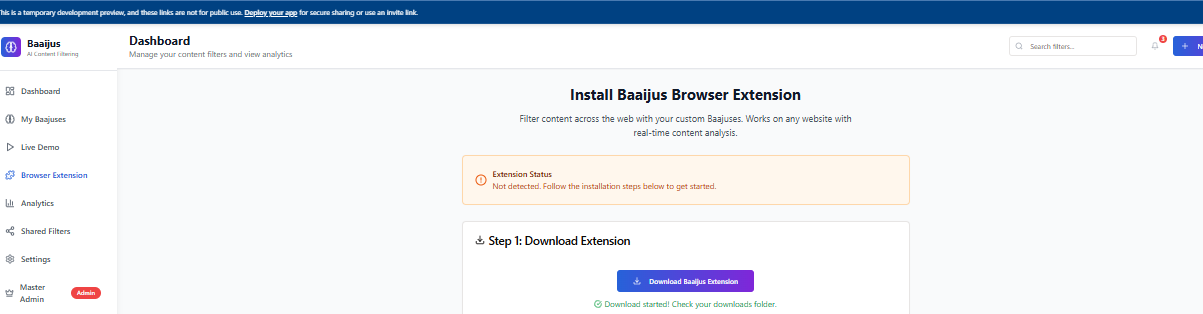 This is a temporary development preview, and these links are not for public use. Deploy your app for secure sharing or use an invite link.
Baaijus
AI Content Filtering
Dashboard
Manage your content filters and view analytics
Search filters...
3
N
Dashboard
My Baajuses
Live Demo
Browser Extension
Analytics
Shared Filters
Settings
Master
Admin
Admin
Install Baaijus Browser Extension
Filter content across the web with your custom Baajuses. Works on any website with
real-time content analysis.
Extension Status
Not detected. Follow the installation steps below to get started.
Step 1: Download Extension
Download Baaijus Extension
Download started! Check your downloads folder.